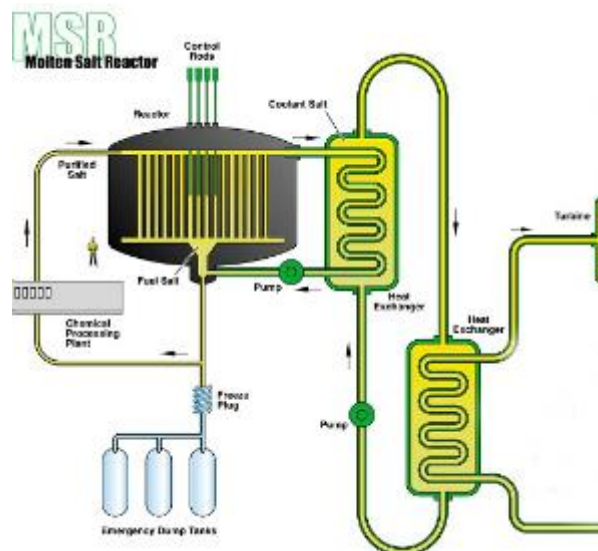 MSR
Molten Salt Reactor
Control
Rods
Coolant Salt
Reactor
Purified
Salt
Turbine
Fuel Salt
Pump
Heat
Exchanger
Chemical
Processing
Plant
Heat
Exchanger
Freeze
Plug
Pump
Emergency Dump Tanks